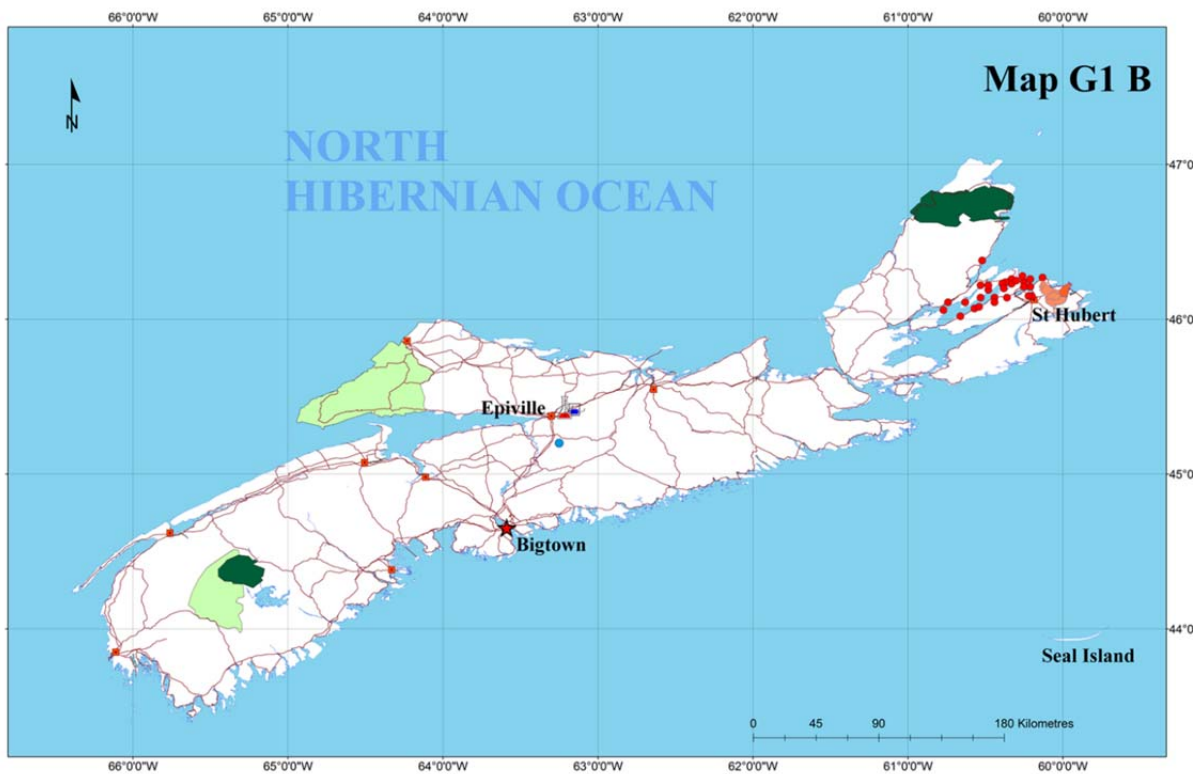 66°0'0"W 65°0'0"W 64°0'0"W 63°0'0"W 62°0'0"W 61°0'0"W 60°0'0"W
Map G1 B
N
NORTH
HIBERNIAN OCEAN
47°0
46°0
St Hubert
Epiville
45°0
Bigtown
44°0
Seal Island
0 45 90 180 Kilometres
66°0'0"W 65°0'0"W 64°0'0"W 63°0'0"W 62°0'0"W 61°0'0"W 60°0'0"W